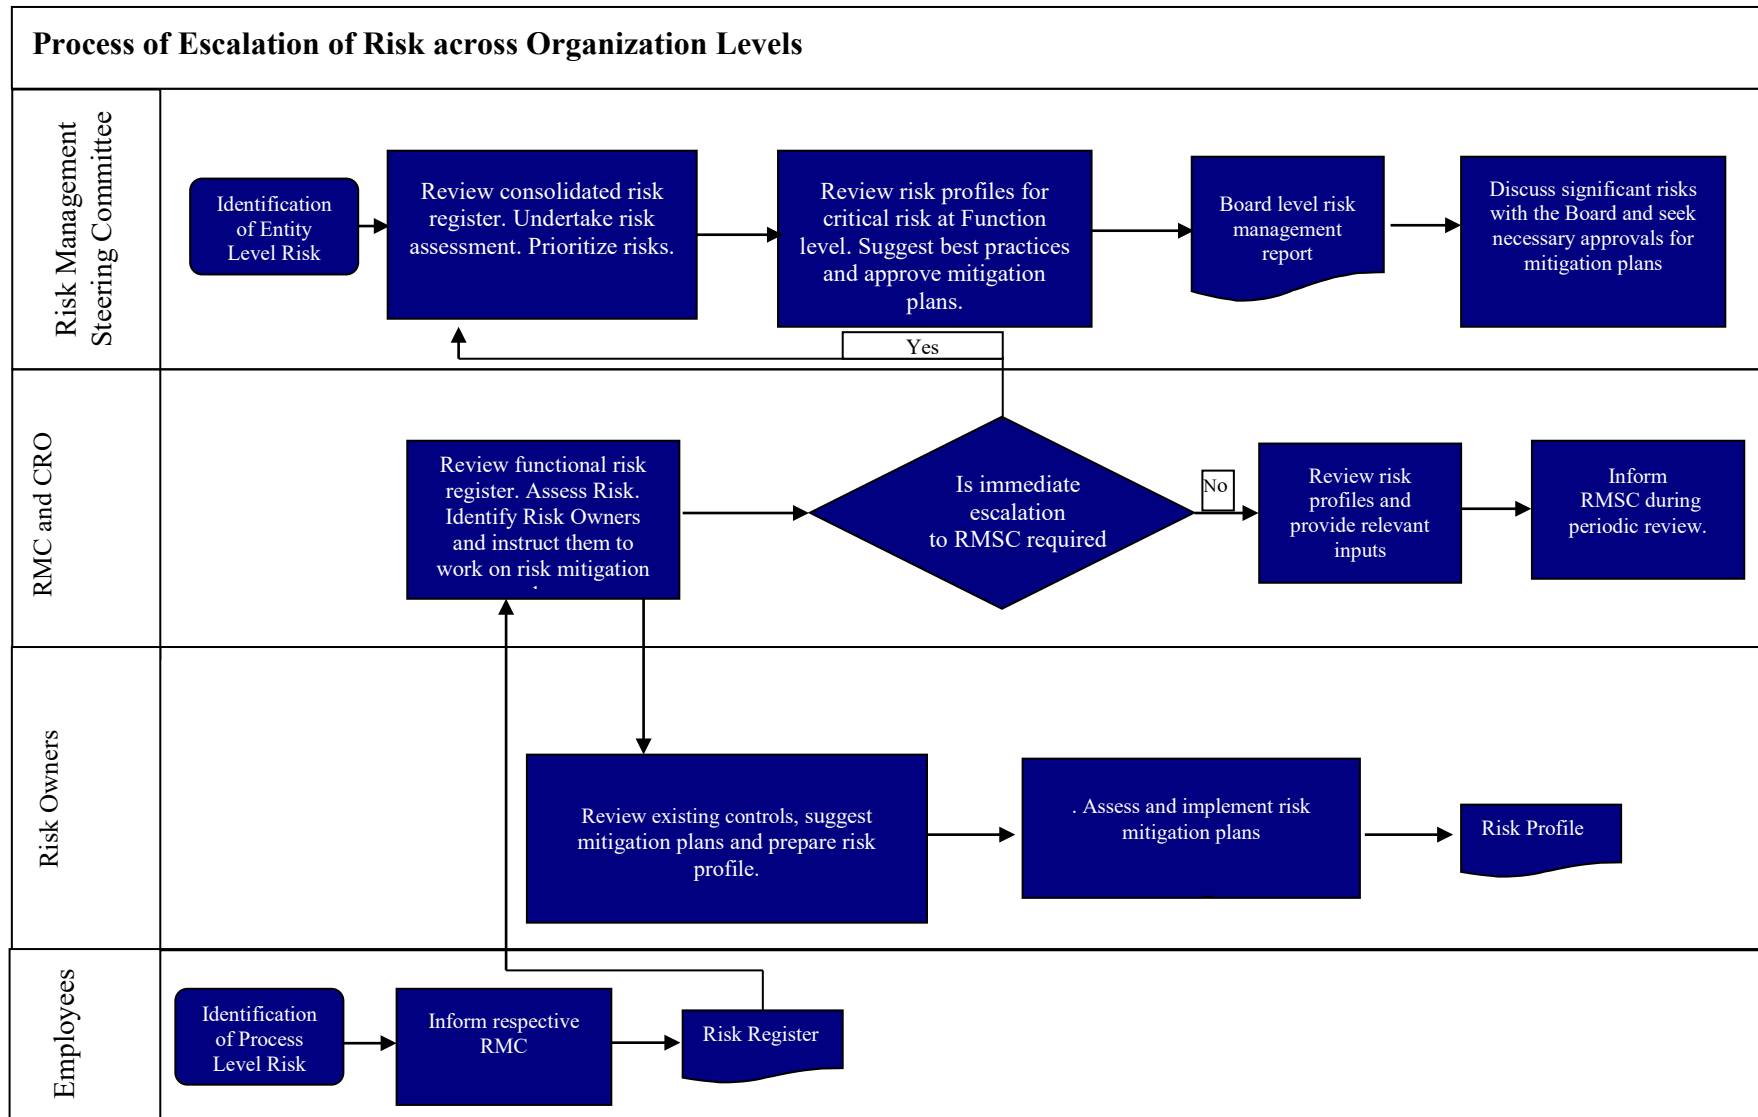 Process of Escalation of Risk across Organization Levels
Risk Management
Steering Committee
Identification
of Entity
Level Risk
Review consolidated risk
register. Undertake risk
assessment. Prioritize risks.
Review risk profiles for
critical risk at Function
level. Suggest best practices
and approve mitigation
plans.
Board level risk
management
report
Discuss significant risks
with the Board and seek
necessary approvals for
mitigation plans
Yes
RMC and CRO
Review functional risk
register. Assess Risk.
Identify Risk Owners
and instruct them to
work on risk mitigation
Is immediate
escalation
to RMSC required
No
Review risk
profiles and
provide relevant
inputs
Inform
RMSC during
periodic review.
Risk Owners
Review existing controls, suggest
mitigation plans and prepare risk
profile.
. Assess and implement risk
mitigation plans
Risk Profile
Employees
Identification
of Process
Level Risk
Inform respective
RMC
Risk Register